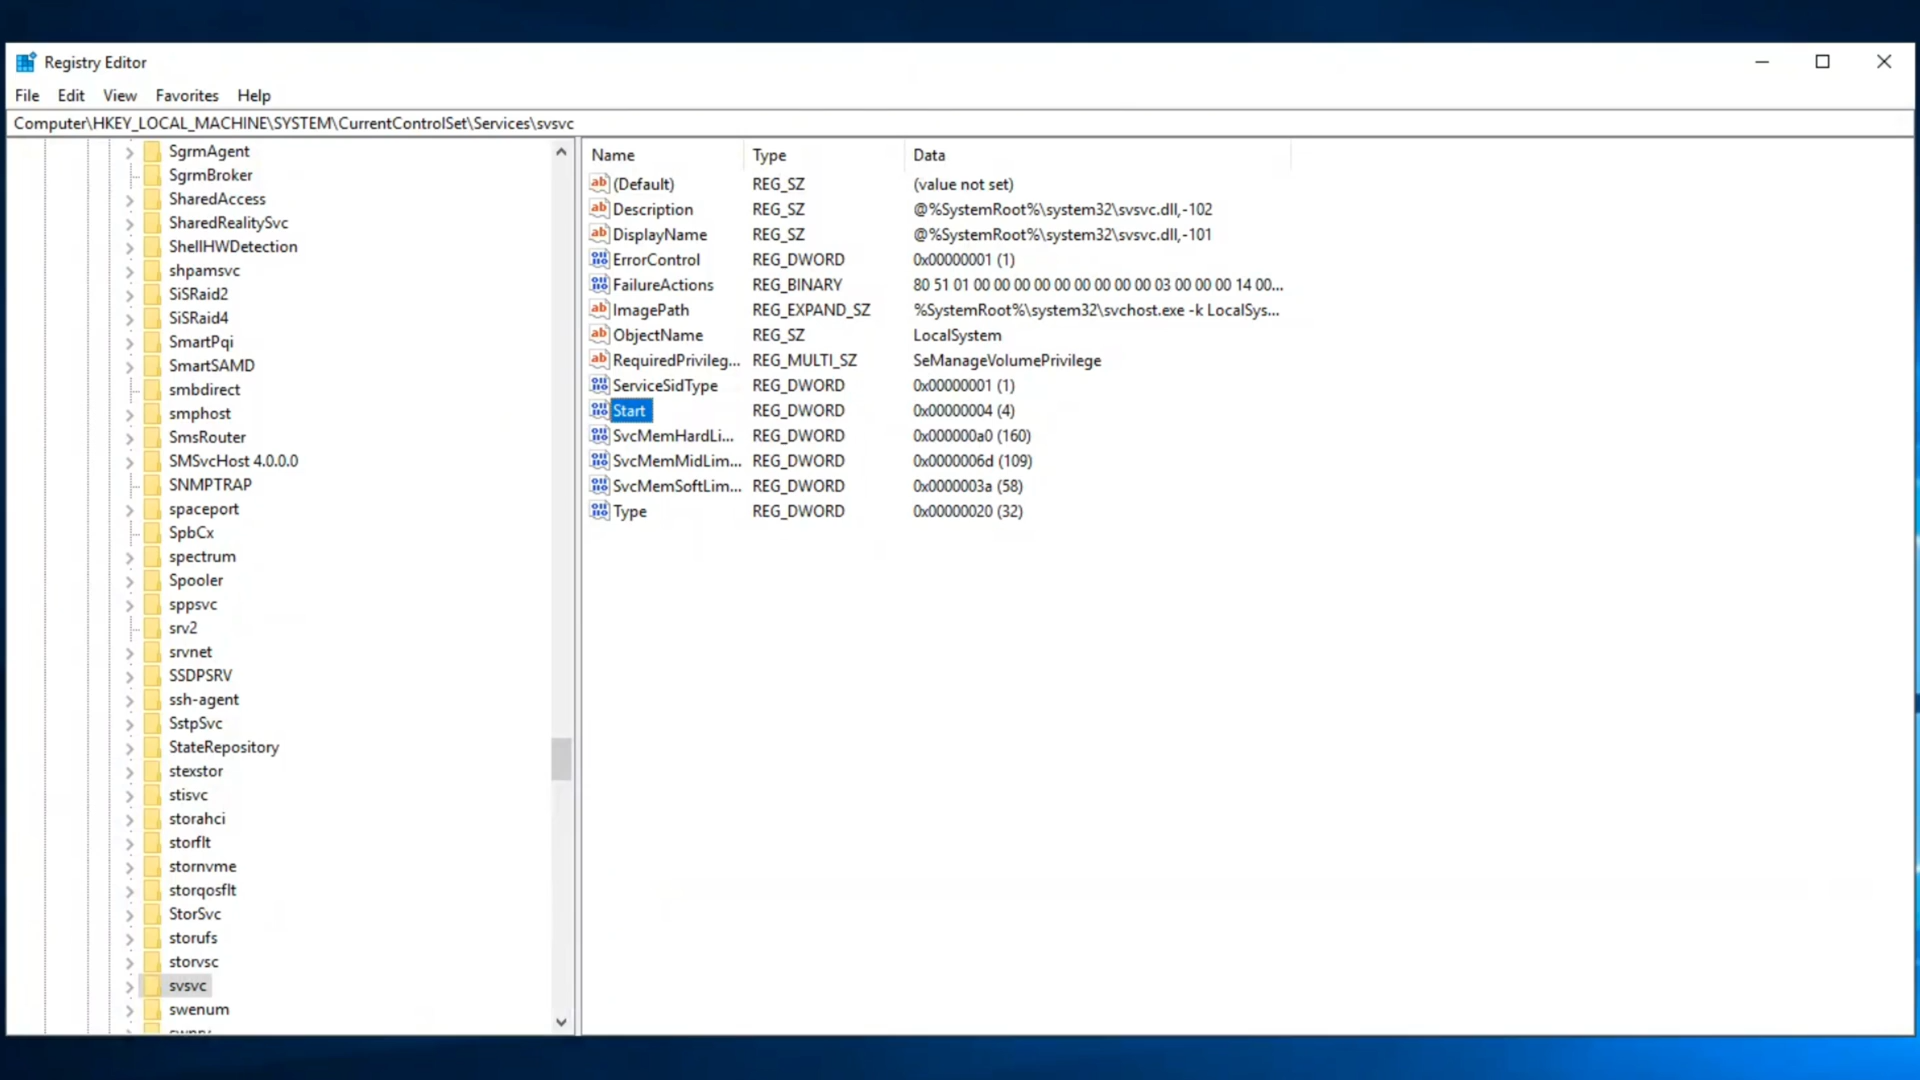 Registry Editor
File Edit View Favorites Help
Computer\HKEY_LOCAL_MACHINE\SYSTEM\CurrentControlSet\Services\svsvc
SgrmAgent
SgrmBroker
SharedAccess
SharedRealitySvc
ShellHWDetection
shpamsvc
SiSRaid2
SiSRaid4
SmartPqi
SmartSAMD
smbdirect
smphost
SmsRouter
SMSvcHost 4.0.0.0
SNMPTRAP
spaceport
SpbCx
spectrum
Spooler
sppsvc
srv2
srvnet
SSDPSRV
ssh-agent
SstpSvc
StateRepository
stexstor
stisvc
storahci
storflt
stornvme
storqosflt
StorSvc
storufs
storvsc
svsvc
swenum
Name Type Data
(Default) REG_SZ (value not set)
Description REG_SZ @%SystemRoot%\system32\svsvc.dll,-102
DisplayName REG_SZ @%SystemRoot%\system32\svsvc.dll,-101
ErrorControl REG_DWORD 0x00000001 (1)
FailureActions REG_BINARY 80 51 01 00 00 00 00 00 00 00 00 00 03 00 00 00 14 00...
ImagePath REG_EXPAND_SZ %SystemRoot%\system32\svchost.exe -k LocalSys...
ObjectName REG_SZ LocalSystem
RequiredPrivileg... REG_MULTI_SZ SeManageVolumePrivilege
ServiceSidType REG_DWORD 0x00000001 (1)
Start REG_DWORD 0x00000004 (4)
SvcMemHardLi... REG_DWORD 0x000000a0 (160)
SvcMemMidLim... REG_DWORD 0x0000006d (109)
SvcMemSoftLim... REG_DWORD 0x0000003a (58)
Type REG_DWORD 0x00000020 (32)